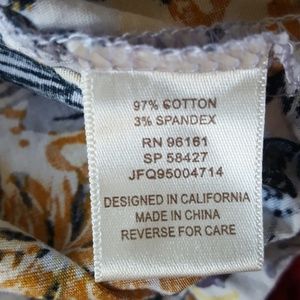 97% COTTON
3% SPANDEX
RN 96161
SP 58427
JFQ95004714
DESIGNED IN CALIFORNIA
MADE IN CHINA
REVERSE FOR CARE